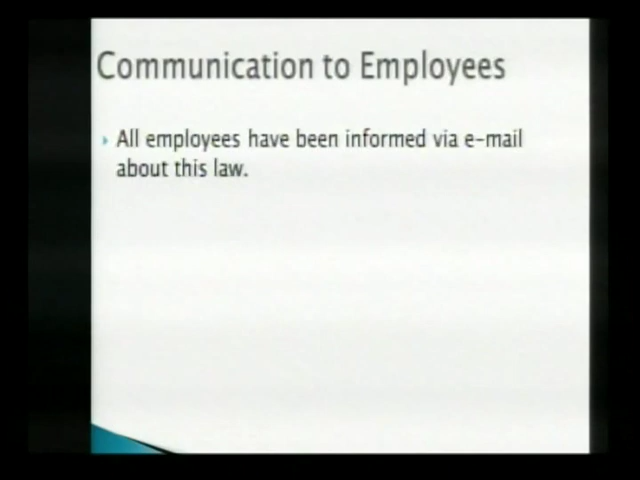 Communication to Employees
All employees have been informed via e-mail
about this law.